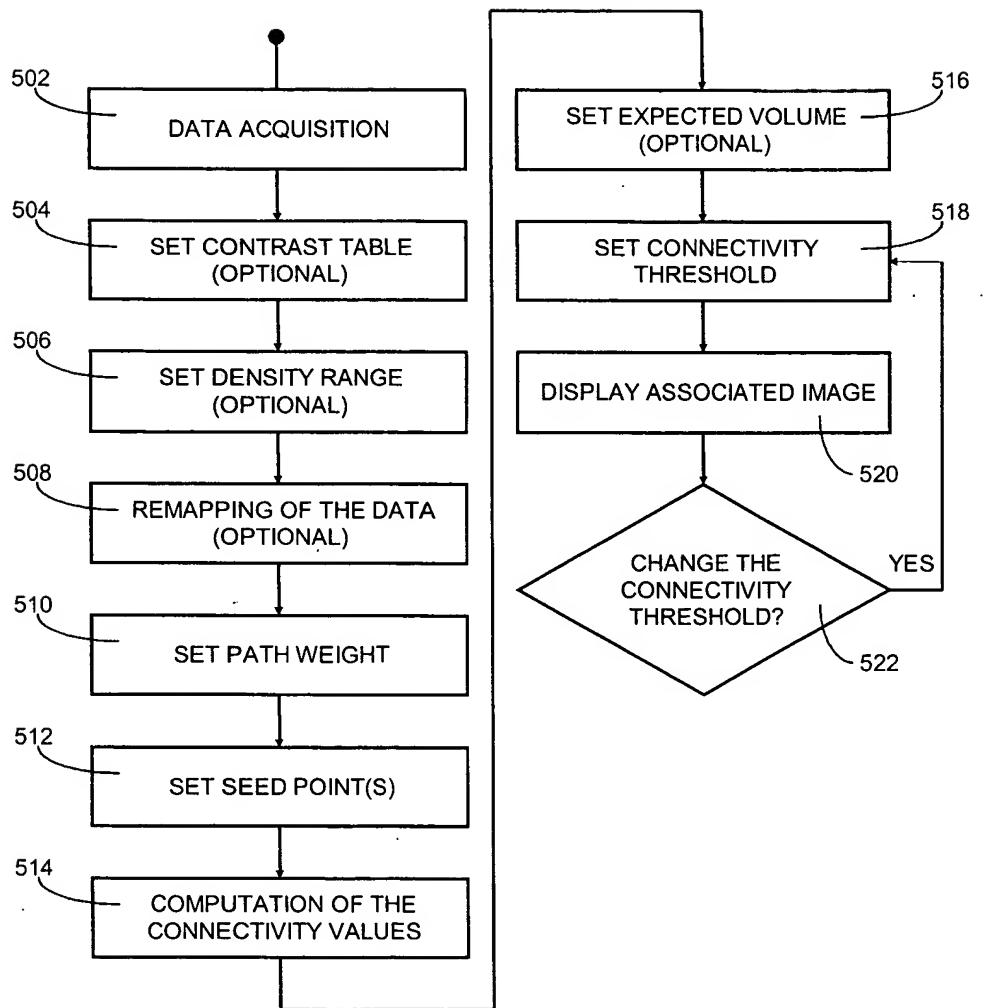 502
DATA ACQUISITION
504
SET CONTRAST TABLE
(OPTIONAL)
506
SET DENSITY RANGE
(OPTIONAL)
508
REMAPPING OF THE DATA
(OPTIONAL)
510
SET PATH WEIGHT
512
SET SEED POINT(S)
514
COMPUTATION OF THE
CONNECTIVITY VALUES
516
SET EXPECTED VOLUME
(OPTIONAL)
518
SET CONNECTIVITY
THRESHOLD
DISPLAY ASSOCIATED IMAGE
520
CHANGE THE
CONNECTIVITY
THRESHOLD?
YES
522